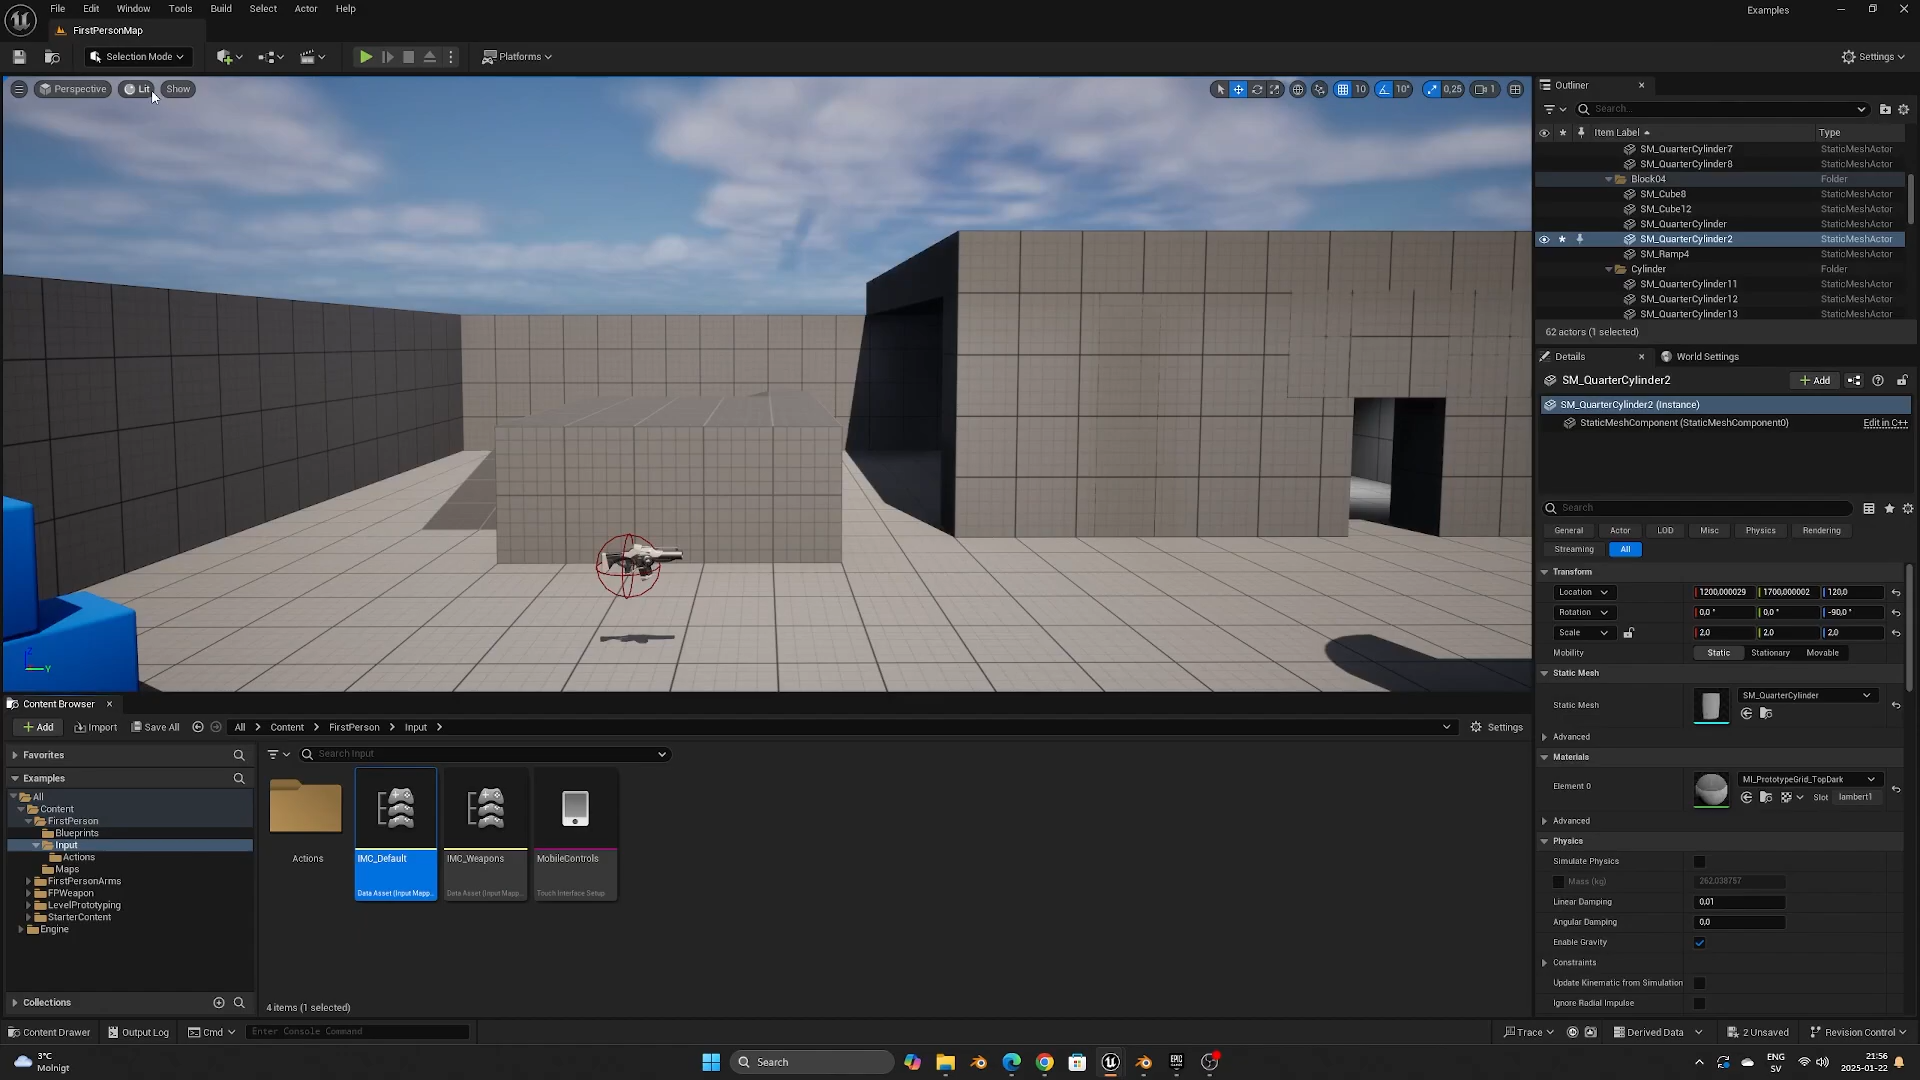 File Edit Window Tools Build Select Actor Help
Examples
FirstPersonMap
Selection Mode
Platforms
Settings
Perspective
Lit
Show
10
10°
0,25
1
Outliner
Search...
Item Label
Type
SM_QuarterCylinder7 StaticMeshActor
SM_QuarterCylinder8 StaticMeshActor
Block04 Folder
SM_Cube8 StaticMeshActor
SM_Cube12 StaticMeshActor
SM_QuarterCylinder StaticMeshActor
SM_QuarterCylinder2 StaticMeshActor
SM_Ramp4 StaticMeshActor
Cylinder Folder
SM_QuarterCylinder11 StaticMeshActor
SM_QuarterCylinder12 StaticMeshActor
SM_QuarterCylinder13 StaticMeshActor
62 actors (1 selected)
Details
World Settings
SM_QuarterCylinder2
Add
SM_QuarterCylinder2 (Instance)
StaticMeshComponent (StaticMeshComponent0) Edit in C++
Search
General Actor LOD Misc Physics Rendering
Streaming All
Transform
Location 1200,000029 1700,000002 120,0
Rotation 0,0 ° 0,0 ° -90,0 °
Scale 2,0 2,0 2,0
Mobility Static Stationary Movable
Static Mesh
Static Mesh SM_QuarterCylinder
Advanced
Materials
Element 0 MI_PrototypeGrid_TopDark
Slot lambert1
Advanced
Physics
Simulate Physics
Mass (kg) 262,038757
Linear Damping 0,01
Angular Damping 0,0
Enable Gravity
Constraints
Update Kinematic from Simulation
Ignore Radial Impulse
Z
Y
Content Browser
Add Import Save All All Content FirstPerson Input Settings
Favorites
Search Input
Examples
All
Content
FirstPerson
Blueprints
Input
Actions
Maps
FirstPersonArms
FPWeapon
LevelPrototyping
StarterContent
Engine
Collections
Actions
IMC_Default
Data Asset (Input Mapp...
IMC_Weapons
Data Asset (Input Mapp...
MobileControls
Touch Interface Setup
4 items (1 selected)
Content Drawer Output Log Cmd Enter Console Command
Trace Derived Data 2 Unsaved Revision Control
3°C
Molnigt
Search
ENG
SV
21:56
2025-01-22